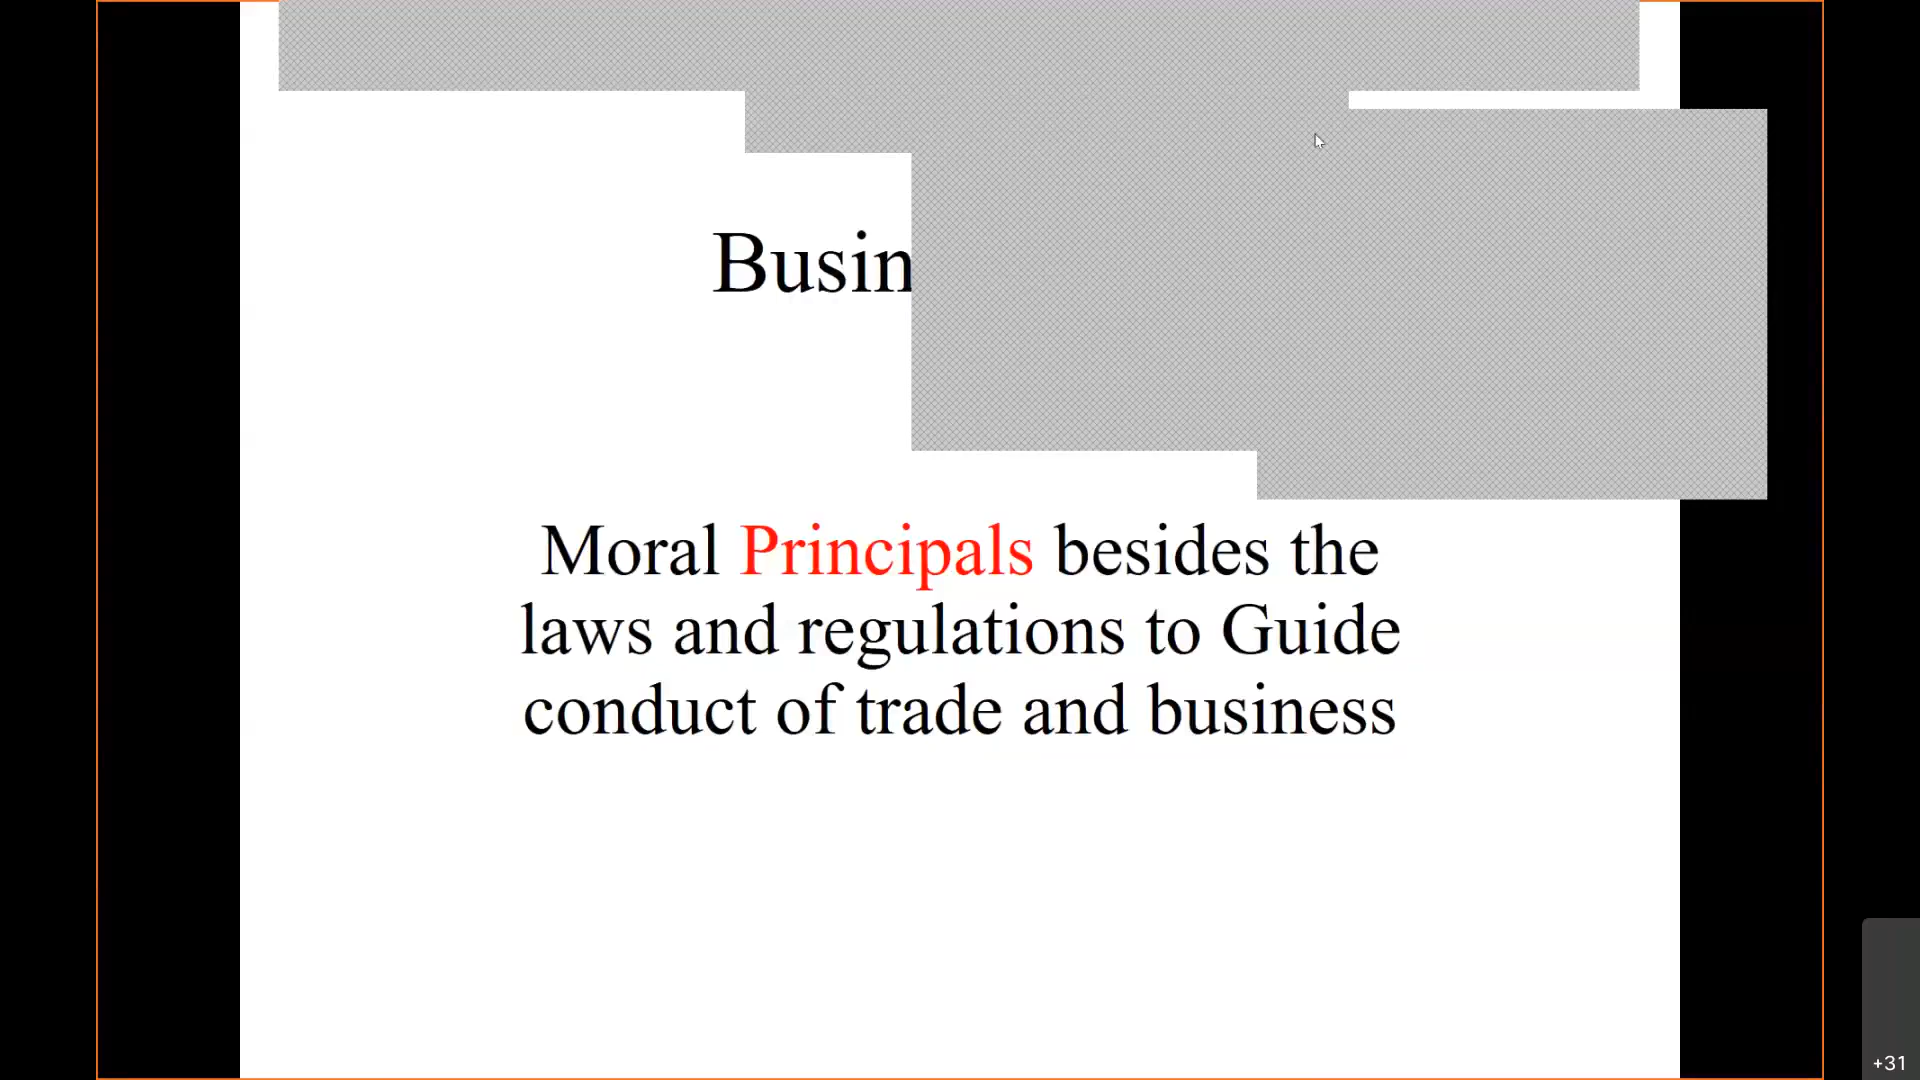 Busin
Moral Principals besides the
laws and regulations to Guide
conduct of trade and business
+31